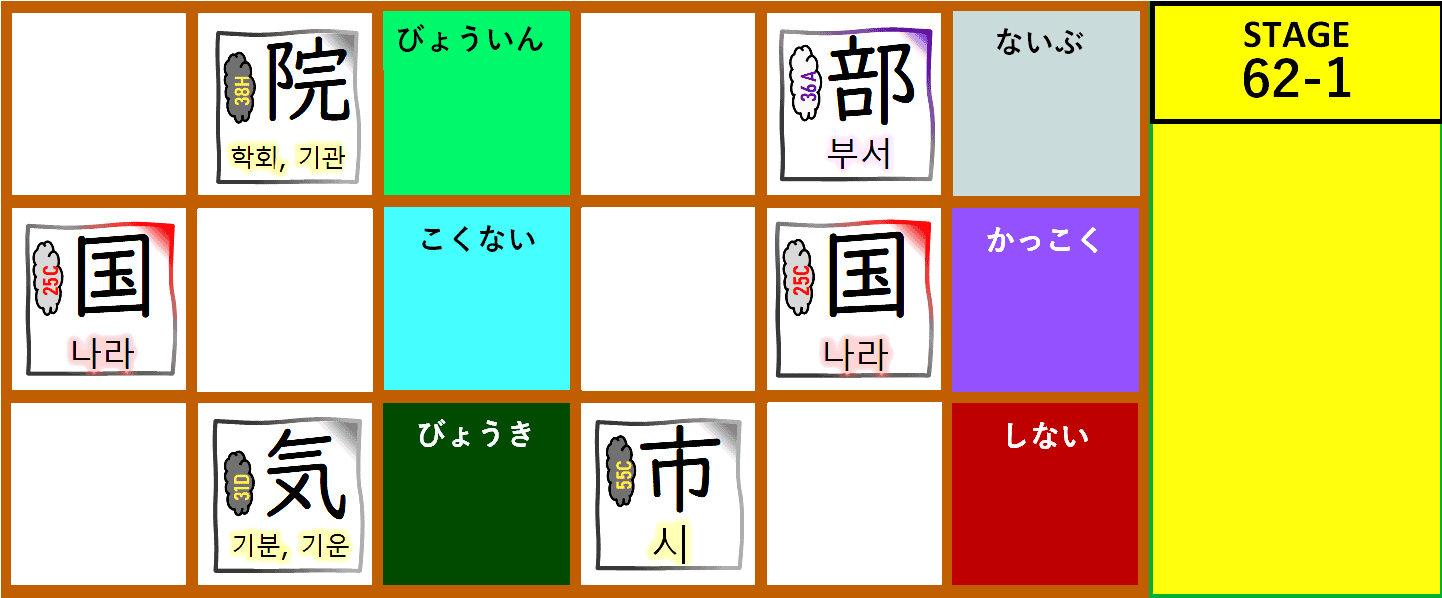 38H
院
학회, 기관
びょういん
36A
部
부서
ないぶ
STAGE
62-1
25C
国
나라
こくない
25C
国
나라
かっこく
31D
気
기분, 기운
びょうき
55C
市
시
しない